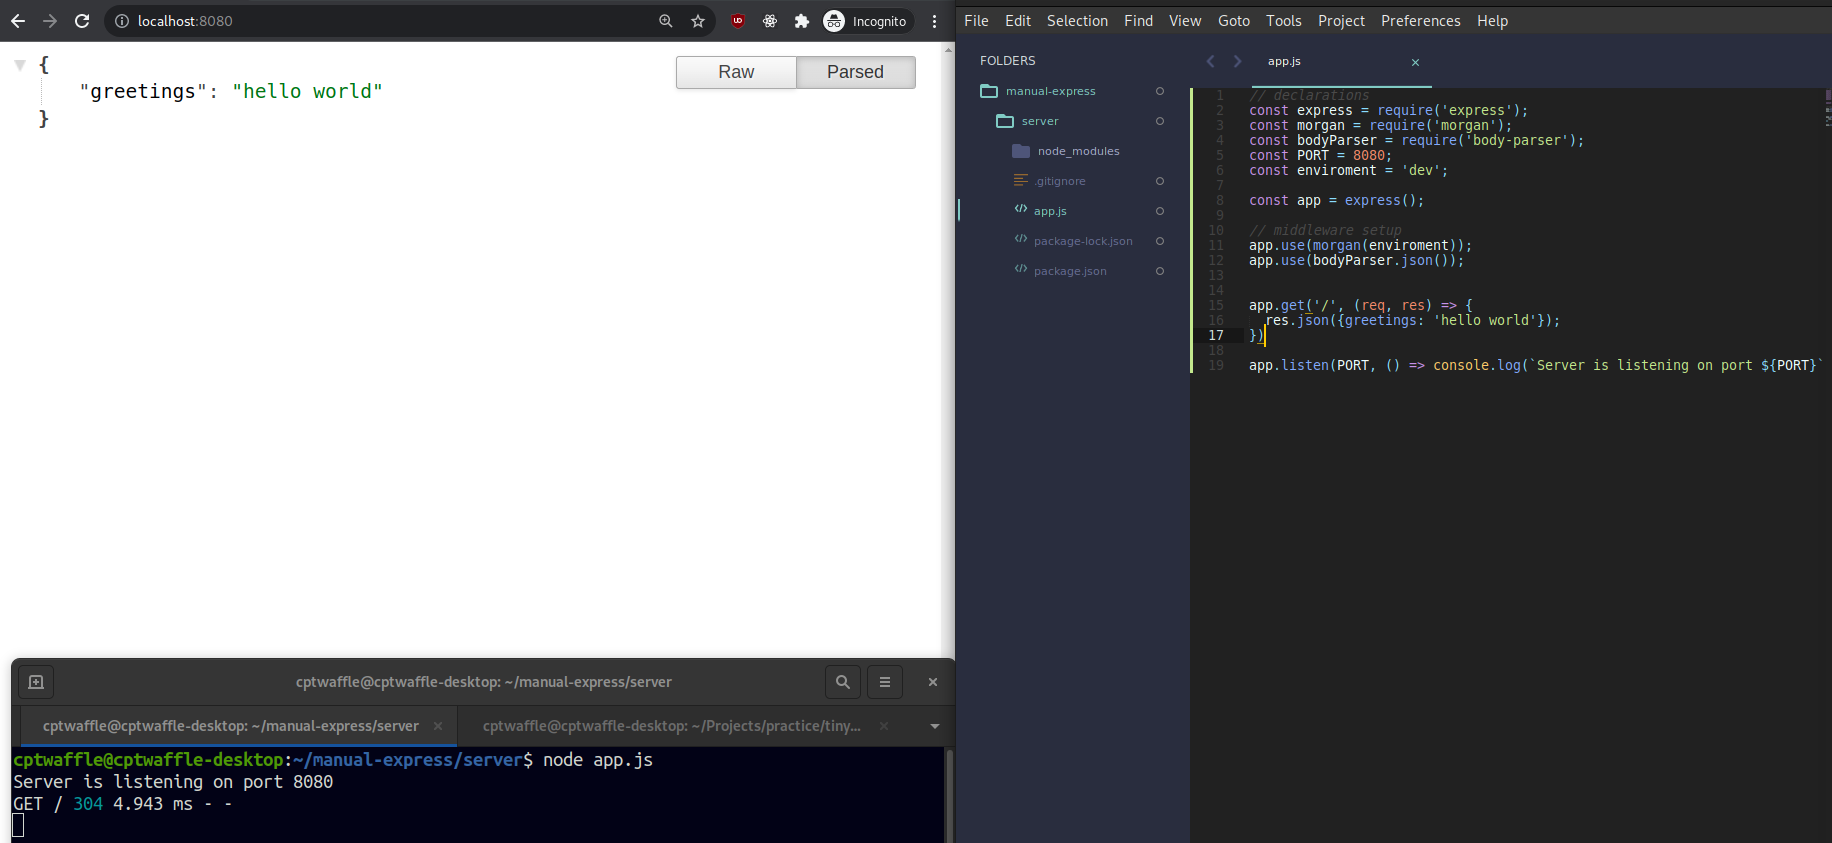 localhost:8080
Incognito
{
"greetings": "hello world"
}
Raw
Parsed
cptwaffle@cptwaffle-desktop: ~/manual-express/server
cptwaffle@cptwaffle-desktop: ~/manual-express/server
cptwaffle@cptwaffle-desktop: ~/Projects/practice/tiny...
cptwaffle@cptwaffle-desktop:~/manual-express/server$ node app.js
Server is listening on port 8080
GET / 304 4.943 ms - -
File Edit Selection Find View Goto Tools Project Preferences Help
FOLDERS
manual-express
server
node_modules
.gitignore
app.js
package-lock.json
package.json
app.js
1 // declarations
2 const express = require('express');
3 const morgan = require('morgan');
4 const bodyParser = require('body-parser');
5 const PORT = 8080;
6 const enviroment = 'dev';
7
8 const app = express();
9
10 // middleware setup
11 app.use(morgan(enviroment));
12 app.use(bodyParser.json());
13
14
15 app.get('/', (req, res) => {
16 res.json({greetings: 'hello world'});
17 })
18
19 app.listen(PORT, () => console.log(`Server is listening on port ${PORT}`